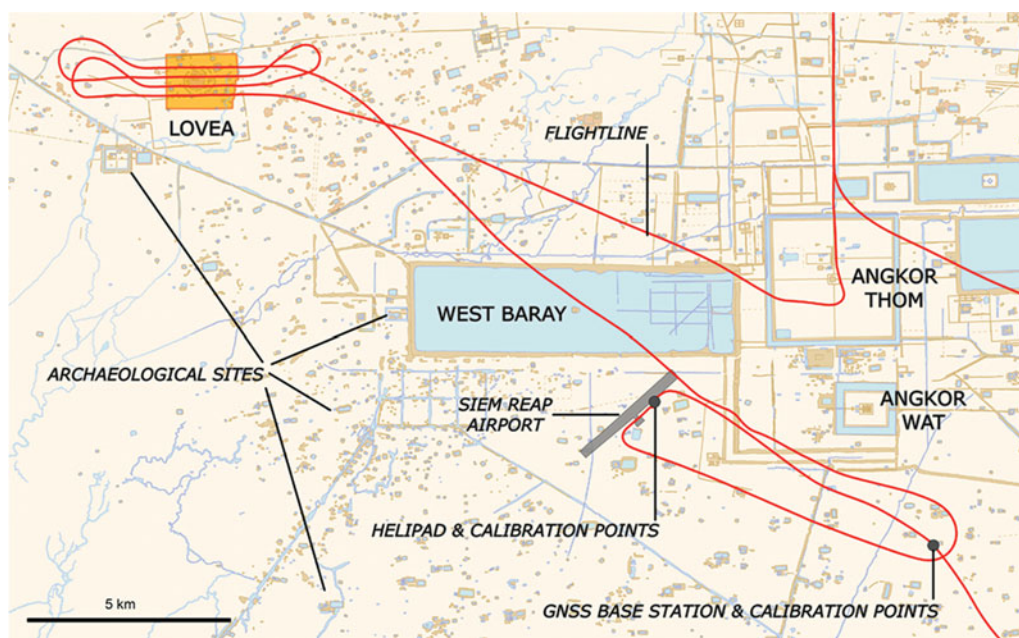 LOVEA
FLIGHTLINE
ANGKOR
THOM
WEST BARAY
ARCHAEOLOGICAL SITES
SIEM REAP
AIRPORT
ANGKOR
WAT
HELIPAD & CALIBRATION POINTS
5 km
GNSS BASE STATION & CALIBRATION POINTS